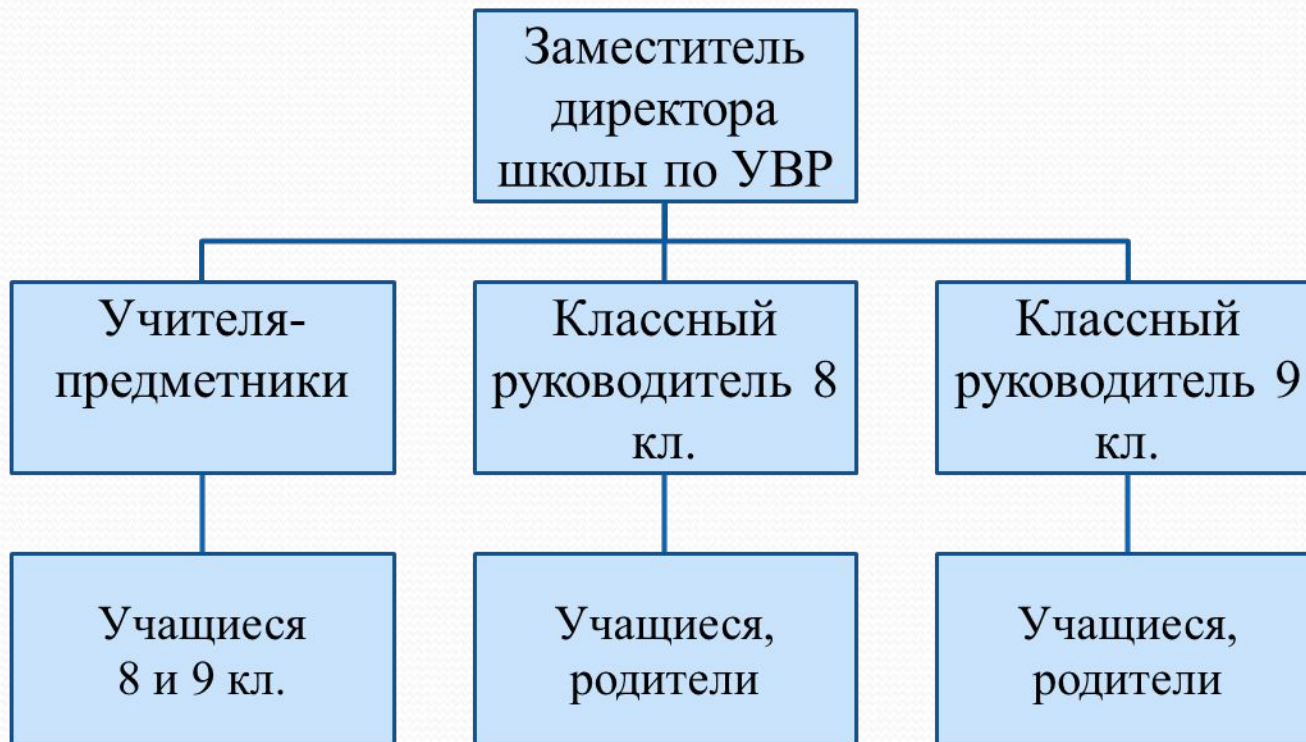 Заместитель
директора
школы по УВР
Учителя-
предметники
Классный
руководитель 8
кл.
Классный
руководитель 9
кл.
Учащиеся
8 и 9 кл.
Учащиеся,
родители
Учащиеся,
родители